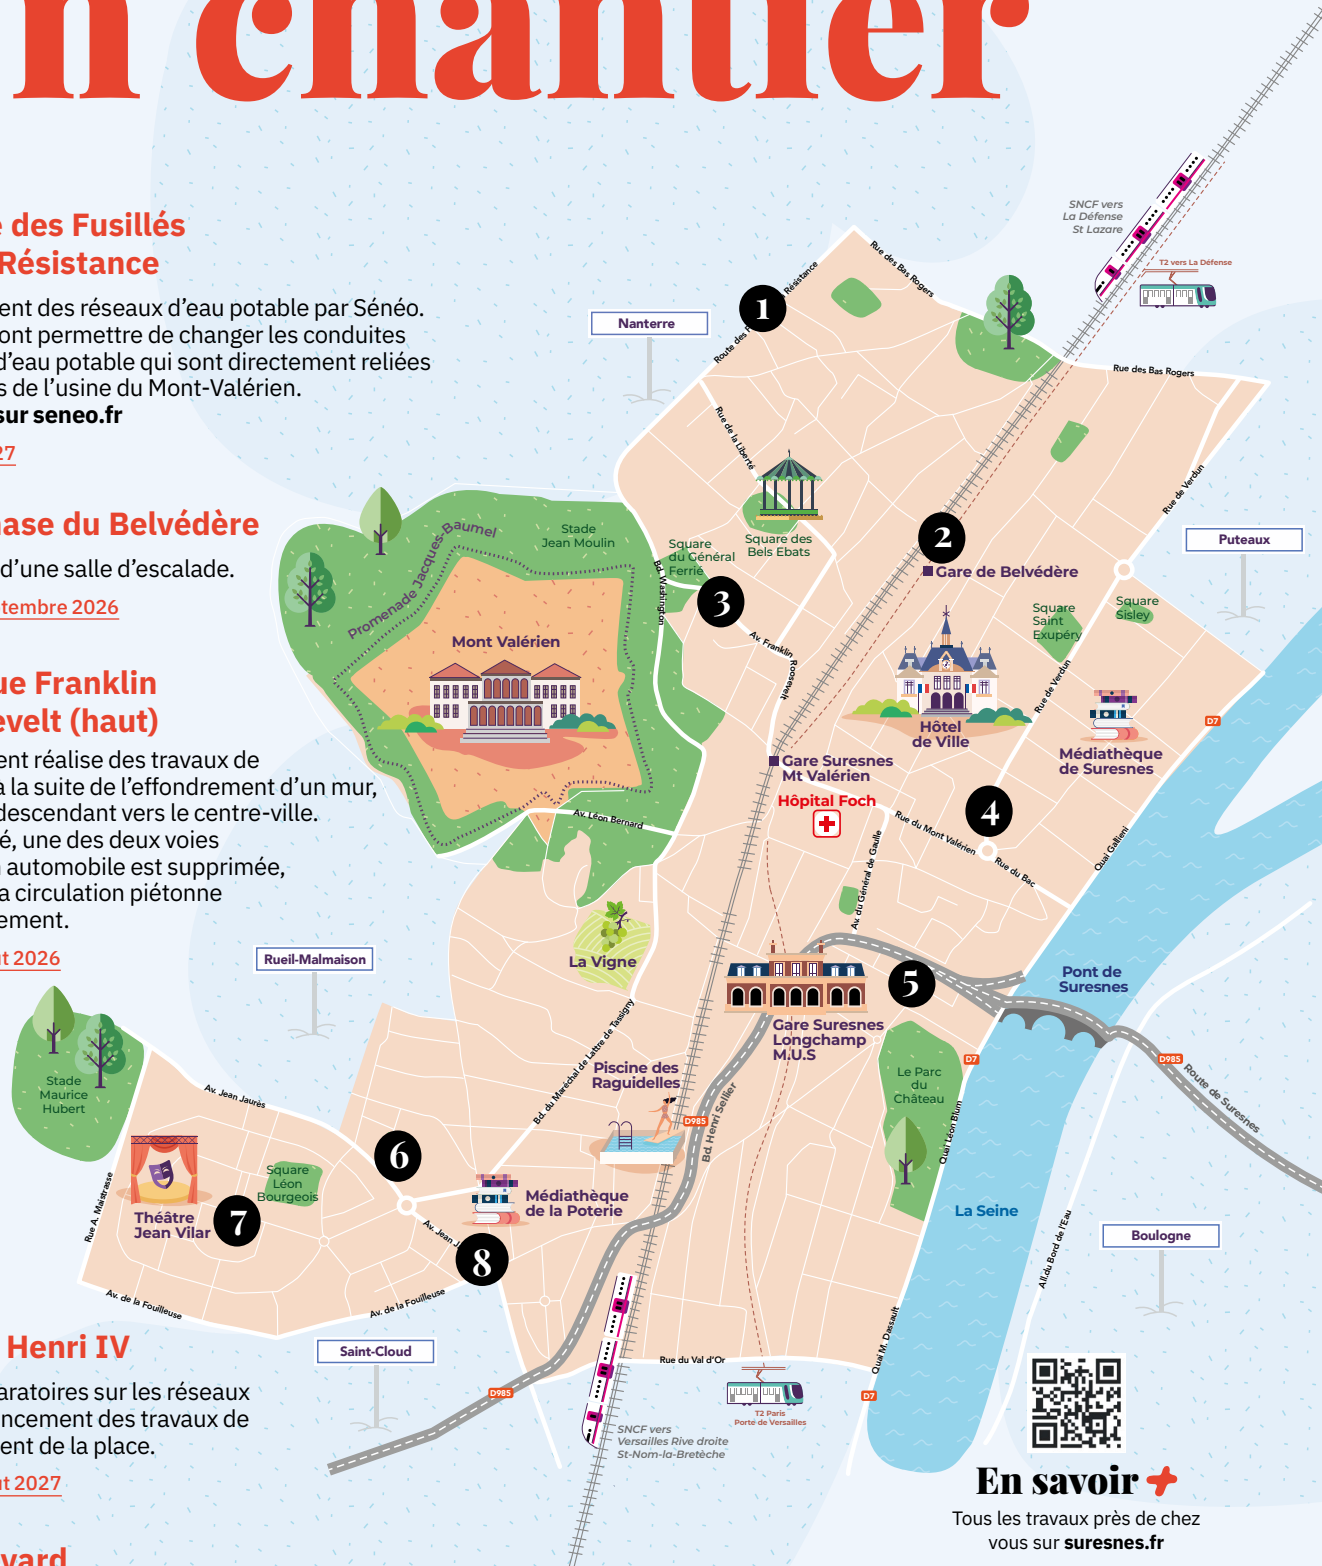 n chantier
e des Fusillés
Résistance
ent des réseaux d’eau potable par Sénéo.
ont permettre de changer les conduites
d’eau potable qui sont directement reliées
s de l’usine du Mont-Valérien.
sur seneo.fr
27
nase du Belvédère
d’une salle d’escalade.
tembre 2026
ue Franklin
evelt (haut)
ent réalise des travaux de
à la suite de l’effondrement d’un mur,
descendant vers le centre-ville.
é, une des deux voies
n automobile est supprimée,
a circulation piétonne
ement.
ût 2026
Henri IV
aratoires sur les réseaux
ncement des travaux de
ent de la place.
ût 2027
vard
SNCF vers
La Défense
St Lazare
T2 vers La Défense
Rue des Bas Rogers
1
Résistance
Route des F
Nanterre
Rue des Bas Rogers
Rue de la Liberté
Rue de Verdun
Puteaux
Stade
Jean Moulin
Promenade Jacques-Baumel
Square des
Bels Ebats
Square
du Général
Ferrié
2
Gare de Belvédère
Bd. Washington
3
Square
Saint
Exupéry
Square
Sisley
Mont Valérien
Av. Franklin
Roosevelt
Rue de Verdun
Hôtel
de Ville
D7
Médiathèque
de Suresnes
Gare Suresnes
Mt Valérien
Hôpital Foch
4
Av. Léon Bernard
Rue du Mont Valérien
Rue du Bac
Quai Gallieni
Av. du Général de Gaulle
La Vigne
Rueil-Malmaison
5
Pont de
Suresnes
Gare Suresnes
Longchamp
M.U.S
Bd. du Maréchal de Lattre de Tassigny
Piscine des
Raguidelles
D7
D985
Route de Suresnes
Stade
Maurice
Hubert
Av. Jean Jaurès
Le Parc
du
Château
D985
Bd. Henri Sellier
Quai Léon Blum
6
Square
Léon
Bourgeois
Rue A. Maistrasse
Théâtre
Jean Vilar
7
Médiathèque
de la Poterie
Av. Jean J
8
La Seine
All. du Bord de l’Eau
Boulogne
Av. de la Fouilleuse
Av. de la Fouilleuse
Saint-Cloud
D985
Rue du Val d’Or
Quai M. Dassault
D7
T2 Paris
Porte de Versailles
SNCF vers
Versailles Rive droite
St-Nom-la-Bretèche
En savoir +
Tous les travaux près de chez
vous sur suresnes.fr